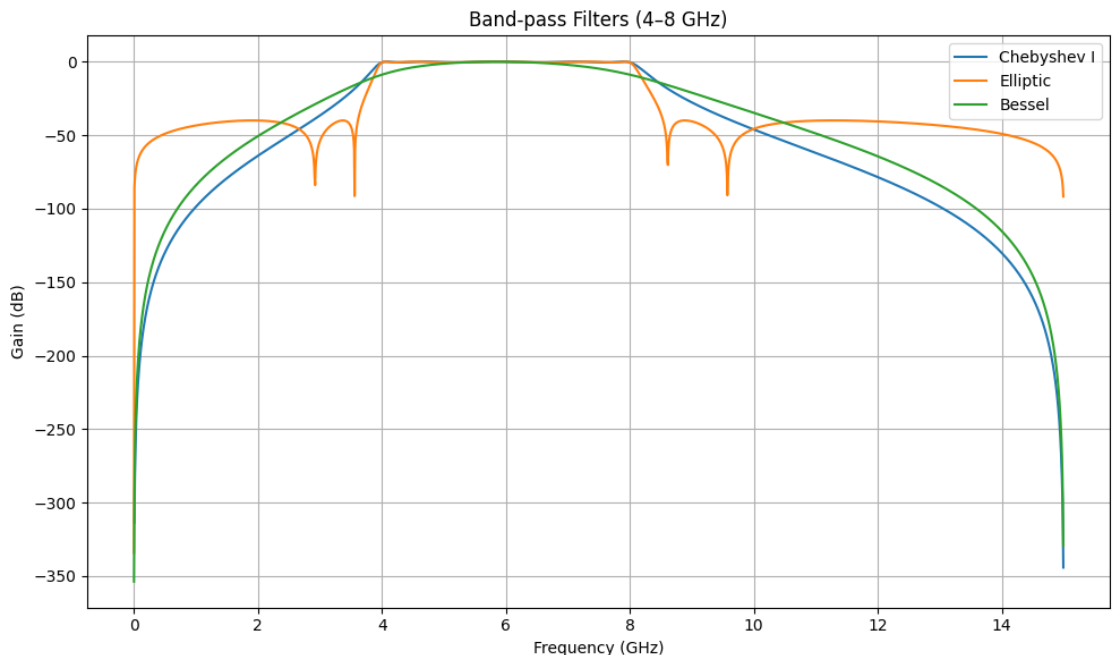 Band-pass Filters (4–8 GHz)
Chebyshev I
Elliptic
Bessel
Gain (dB)
0
−50
−100
−150
−200
−250
−300
−350
0 2 4 6 8 10 12 14
Frequency (GHz)